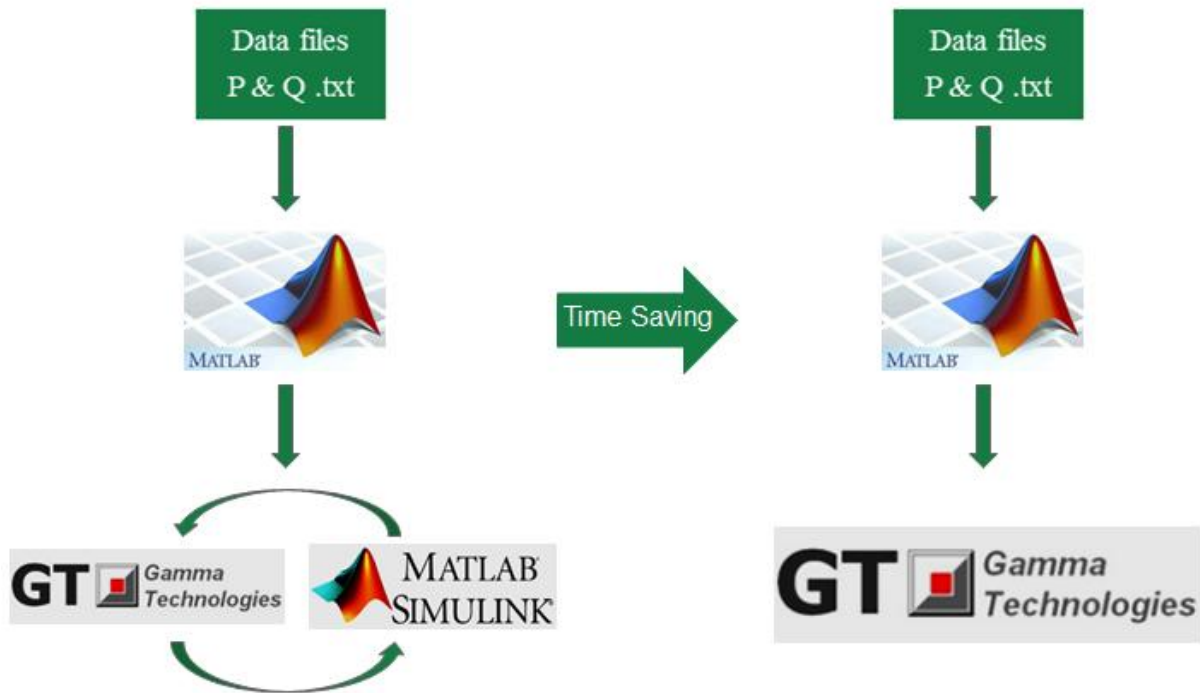 Data files
P & Q .txt
MATLAB®
GT Gamma
Technologies
MATLAB®
SIMULINK®
Time Saving
Data files
P & Q .txt
MATLAB®
GT Gamma
Technologies